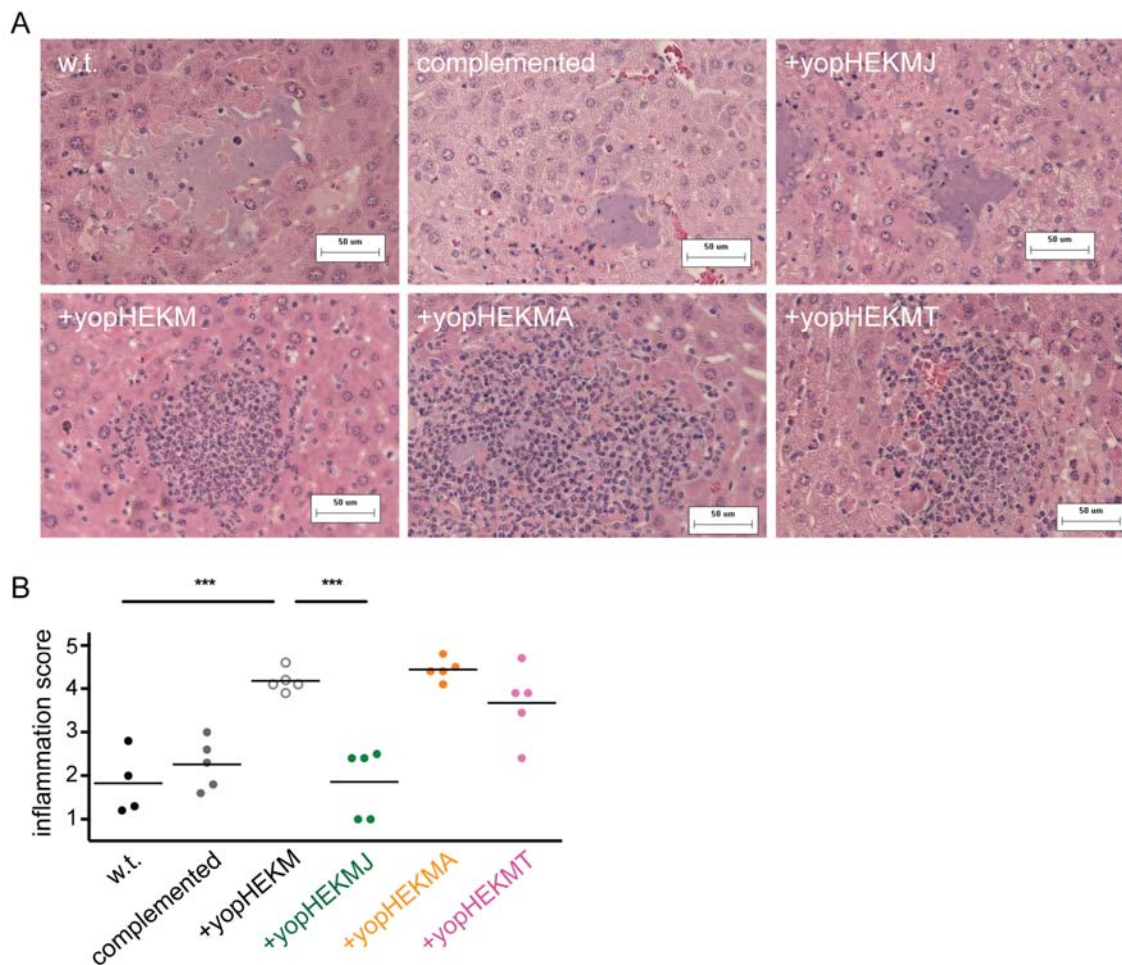 A
w.t.
complemented
+yopHEKMJ
50 um
50 um
50 um
+yopHEKM
+yopHEKMA
+yopHEKMT
50 um
50 um
50 um
B
***
***
inflammation score
5
4
3
2
1
w.t.
complemented
+yopHEKM
+yopHEKMJ
+yopHEKMA
+yopHEKMT